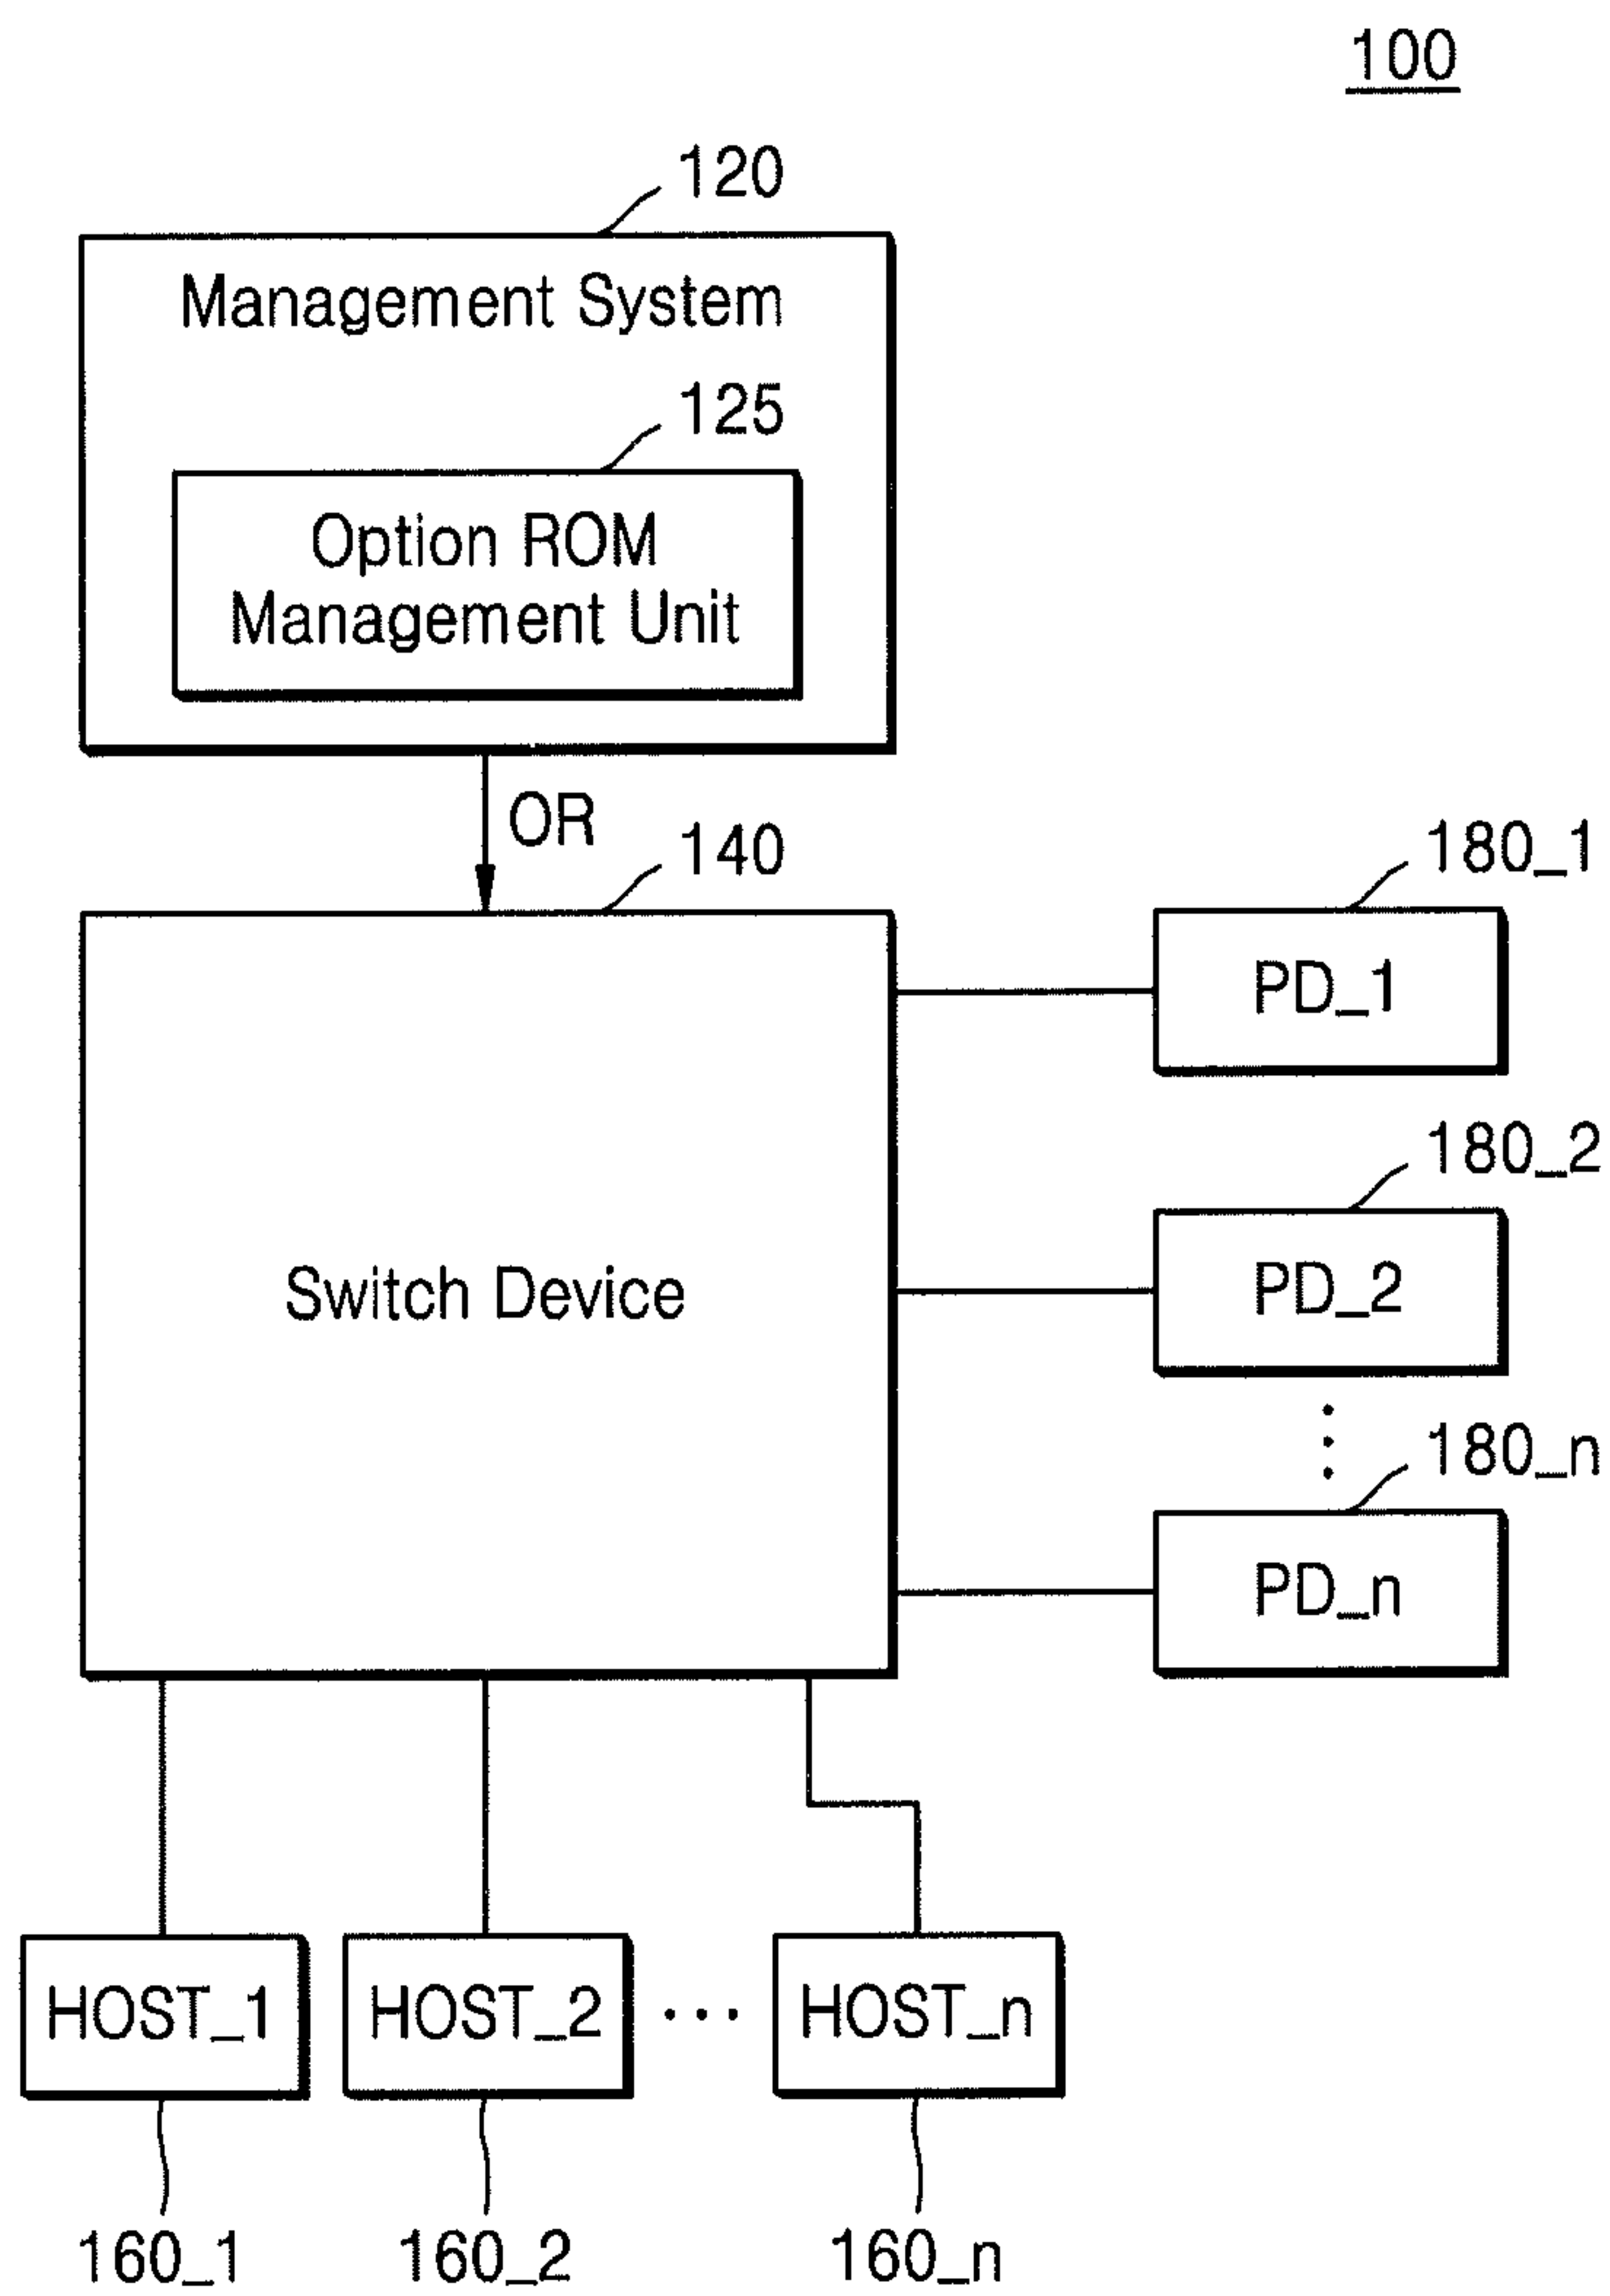 100
120
Management System
125
Option ROM
Management Unit
OR
140
180_1
PD_1
180_2
Switch Device
PD_2
180_n
PD_n
HOST_1
HOST_2
...
HOST_n
160_1
160_2
160_n